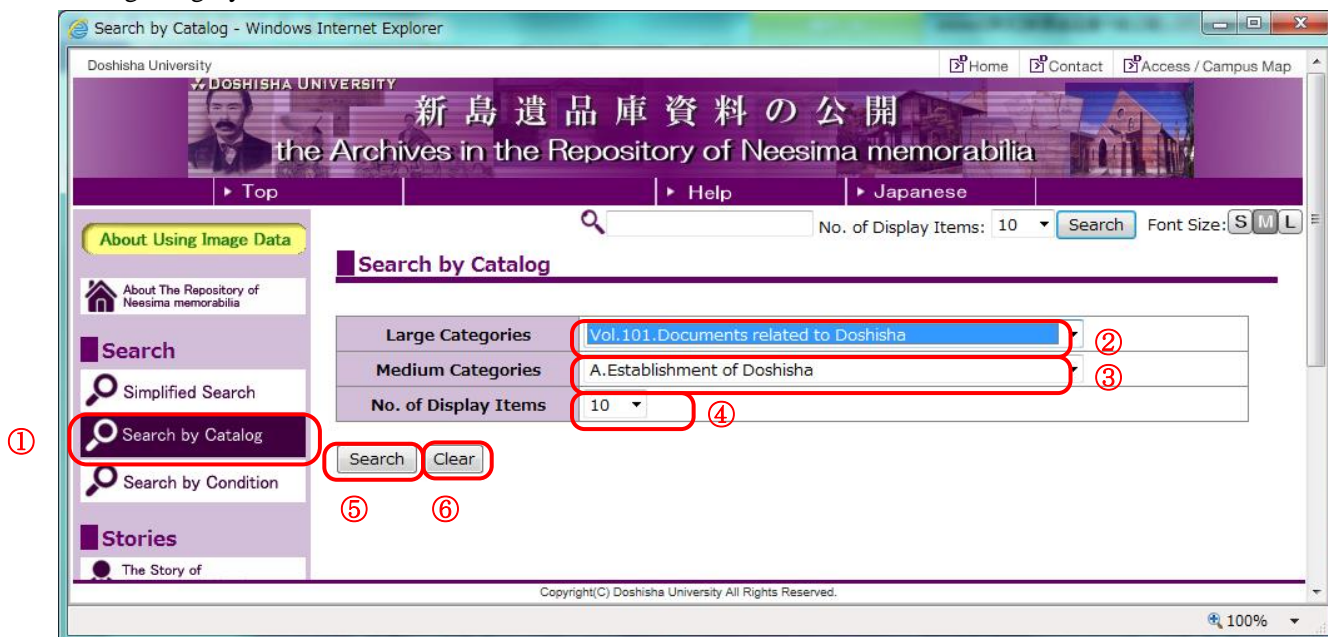 Search by Catalog - Windows Internet Explorer
Doshisha University
Home
Contact
Access / Campus Map
DOSHISHA UNIVERSITY
新島遺品庫資料の公開
the Archives in the Repository of Neesima memorabilia
Top
Help
Japanese
No. of Display Items: 10 Search Font Size: S M L
About Using Image Data
About The Repository of
Neesima memorabilia
Search
Simplified Search
① Search by Catalog
Search by Condition
Stories
The Story of
Search by Catalog
Large Categories Vol.101.Documents related to Doshisha ②
Medium Categories A.Establishment of Doshisha ③
No. of Display Items 10 ④
Search Clear
⑤ ⑥
Copyright(C) Doshisha University All Rights Reserved.
100%